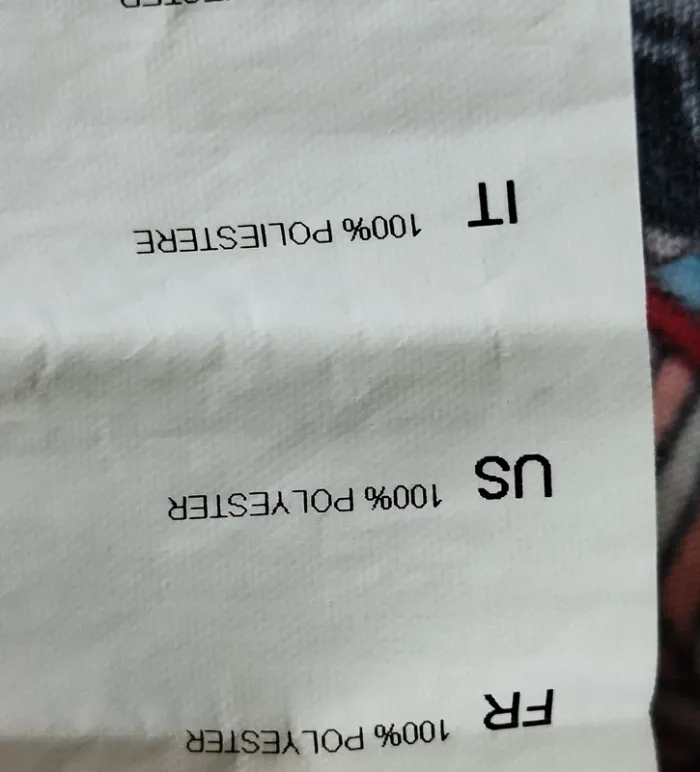 FR 100% POLYESTER
US 100% POLYESTER
IT 100% POLIESTERE